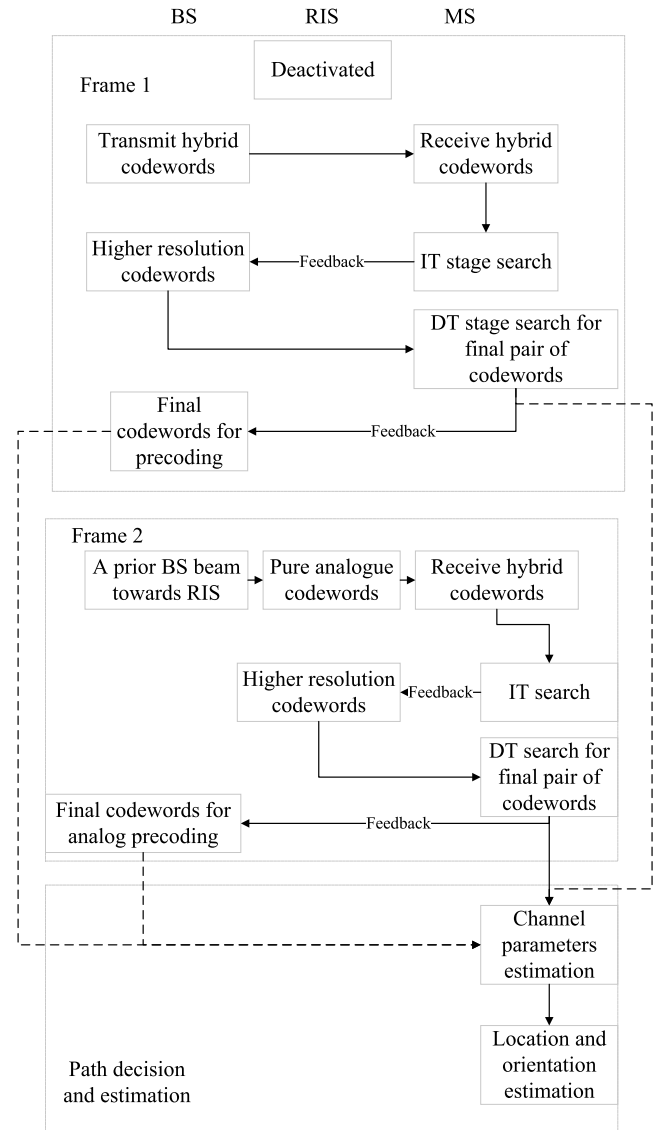 BS RIS MS
Frame 1
Deactivated
Transmit hybrid
codewords
Receive hybrid
codewords
Higher resolution
codewords
Feedback
IT stage search
DT stage search for
final pair of
codewords
Final
codewords for
precoding
Feedback
Frame 2
A prior BS beam
towards RIS
Pure analogue
codewords
Receive hybrid
codewords
Higher resolution
codewords
Feedback
IT search
DT search for
final pair of
codewords
Final codewords for
analog precoding
Feedback
Channel
parameters
estimation
Path decision
and estimation
Location and
orientation
estimation